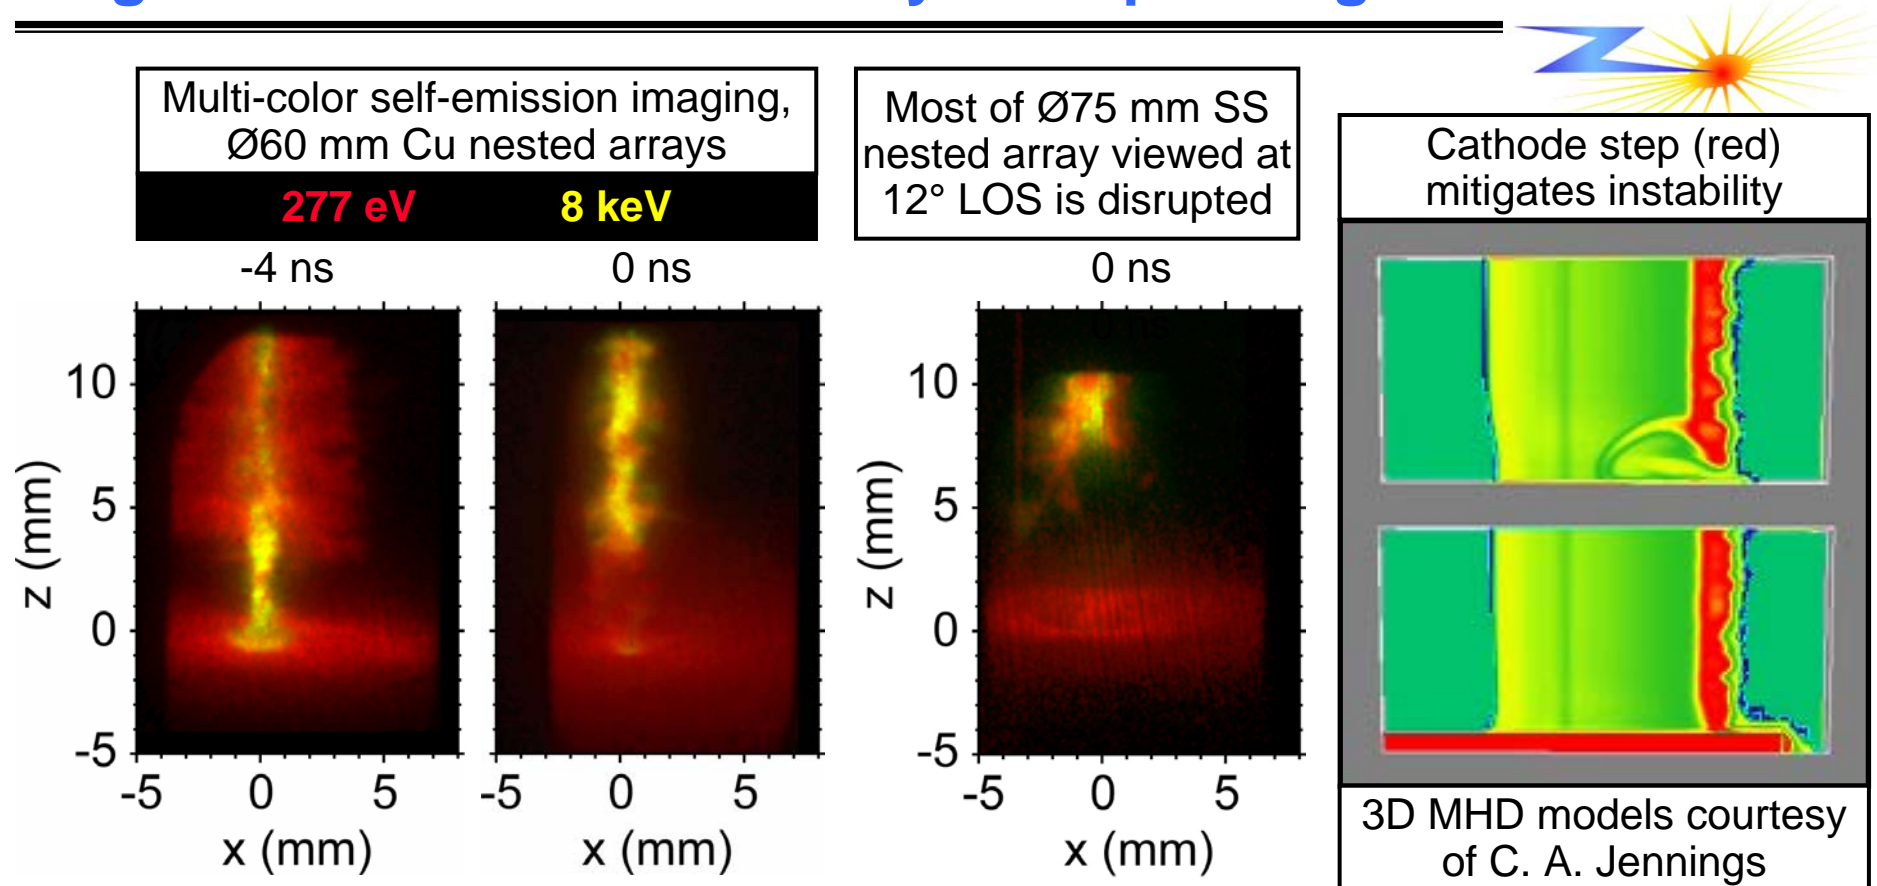 Multi-color self-emission imaging,
Ø60 mm Cu nested arrays
277 eV 8 keV
-4 ns 0 ns
Most of Ø75 mm SS
nested array viewed at
12° LOS is disrupted
0 ns
0 ns
Cathode step (red)
mitigates instability
z (mm)
10
5
0
-5
-5 0 5
x (mm)
-5 0 5
x (mm)
z (mm)
10
5
0
-5
-5 0 5
x (mm)
3D MHD models courtesy
of C. A. Jennings